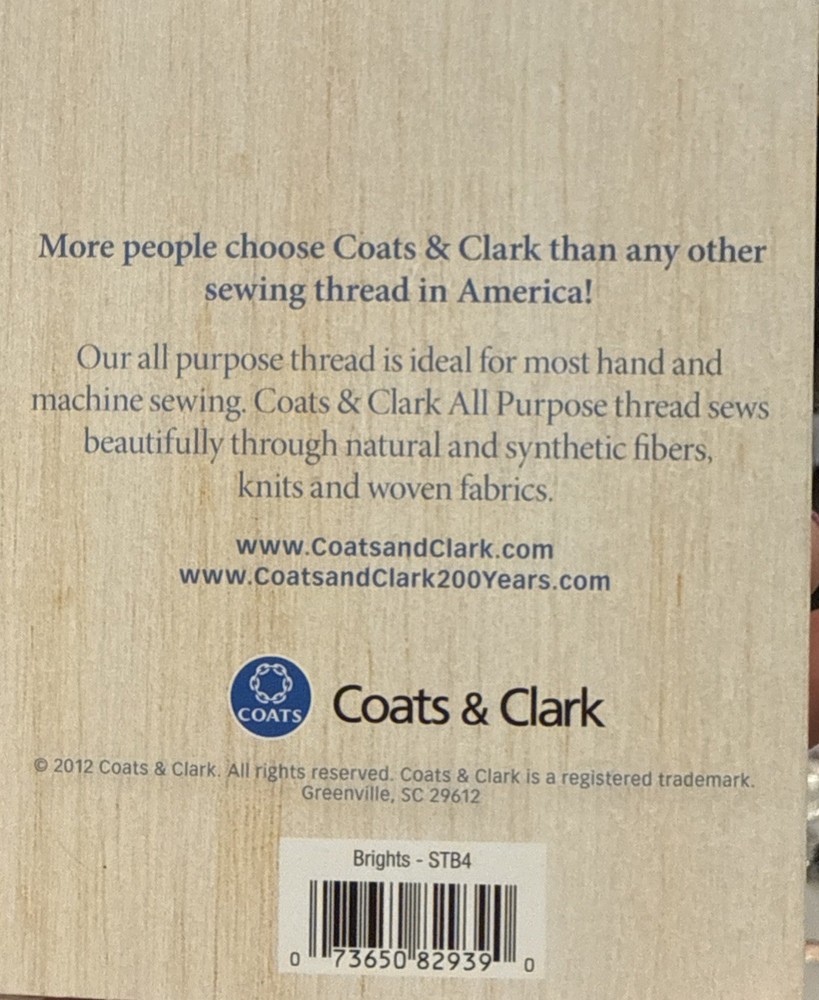 More people choose Coats & Clark than any other
sewing thread in America!
Our all purpose thread is ideal for most hand and
machine sewing. Coats & Clark All Purpose thread sews
beautifully through natural and synthetic fibers,
knits and woven fabrics.
www.CoatsandClark.com
www.CoatsandClark200Years.com
COATS Coats & Clark
© 2012 Coats & Clark. All rights reserved. Coats & Clark is a registered trademark.
Greenville, SC 29612
Brights - STB4
0 73650 82939 0